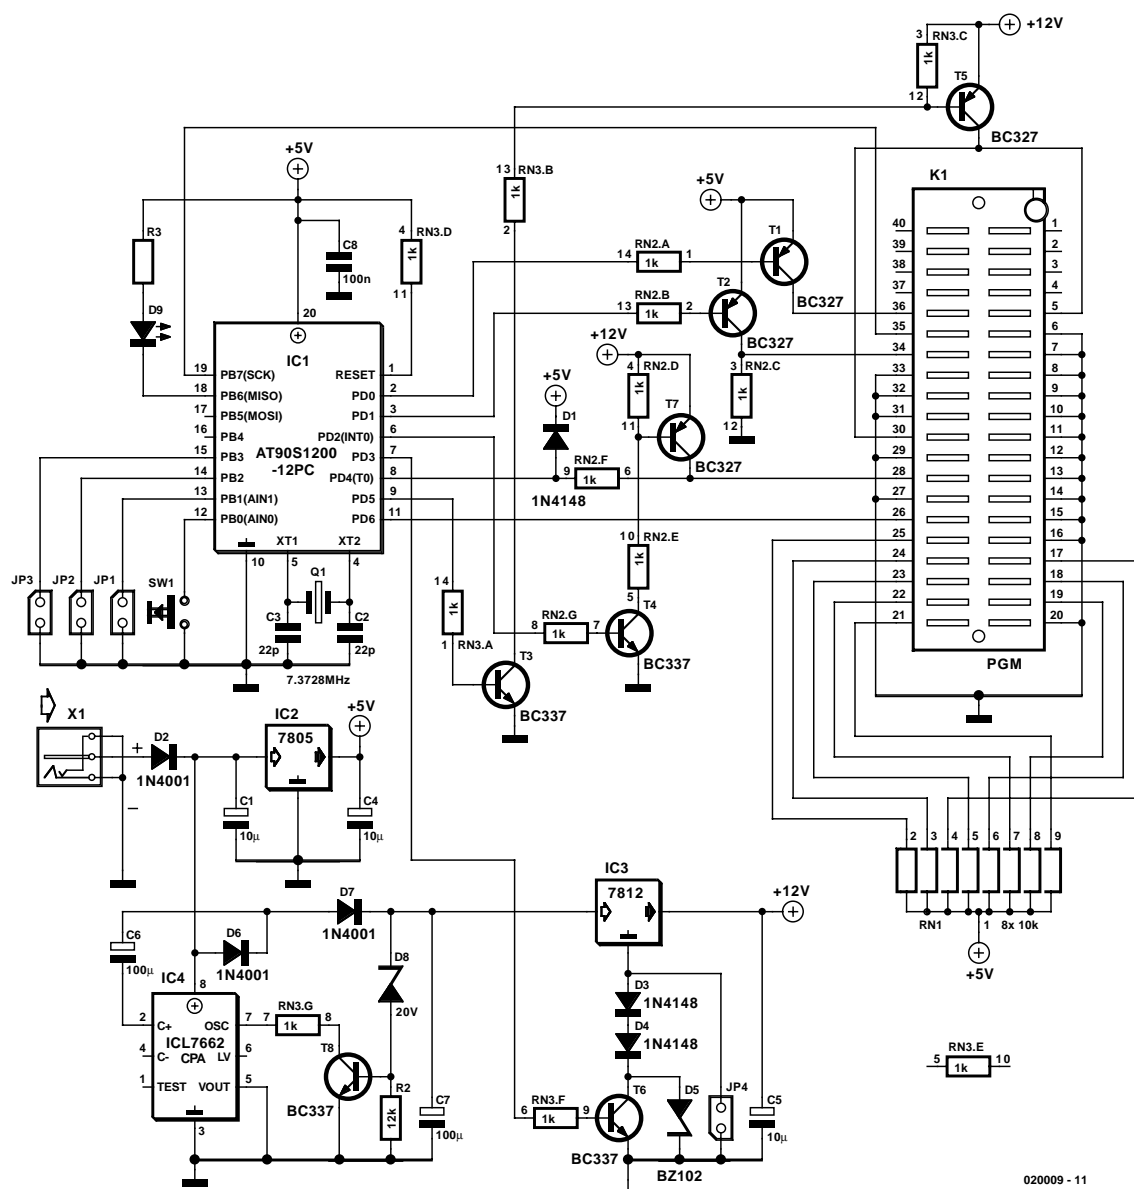 +12V
3
RN3.C
1k
12
T5
BC327
+5V
13
RN3.B
1k
2
K1
R3
4
RN3.D
1k
11
C8
100n
+5V
T1
14
RN2.A
1k
1
BC327
T2
13
RN2.B
1k
2
BC327
D9
20
IC1
+12V
4
RN2.D
1k
11
3
RN2.C
1k
12
T7
BC327
+5V
D1
1N4148
9
RN2.F
1k
6
19
PB7(SCK)
18
PB6(MISO)
17
PB5(MOSI)
16
PB4
15
PB3
14
PB2
13
PB1(AIN1)
12
PB0(AIN0)
AT90S1200
-12PC
RESET
1
PD0
2
PD1
3
PD2(INT0)
6
PD3
7
PD4(T0)
8
PD5
9
PD6
11
XT1
XT2
10
5
4
40
1
39
2
38
3
37
4
36
5
35
6
34
7
33
8
32
9
31
10
30
11
29
12
28
13
27
14
26
15
25
16
24
17
23
18
22
19
21
20
PGM
JP3
JP2
JP1
SW1
Q1
C3
22p
C2
22p
7.3728MHz
14
1k
1
RN3.A
T3
BC337
10
RN2.E
1k
5
8
RN2.G
1k
7
T4
BC337
X1
+
D2
1N4001
–
IC2
7805
+5V
C1
10µ
C4
10µ
D7
1N4001
C6
100µ
D6
1N4001
IC4
8
2
C+
4
C-
1
TEST
ICL7662
CPA
OSC
7
LV
6
VOUT
5
3
7
RN3.G
1k
8
T8
BC337
D8
20V
R2
12k
C7
100µ
IC3
7812
+12V
D3
1N4148
D4
1N4148
6
RN3.F
1k
9
T6
BC337
D5
BZ102
JP4
C5
10µ
2
3
4
5
6
7
8
9
RN1
1
8x 10k
+5V
5
RN3.E
1k
10
020009 - 11